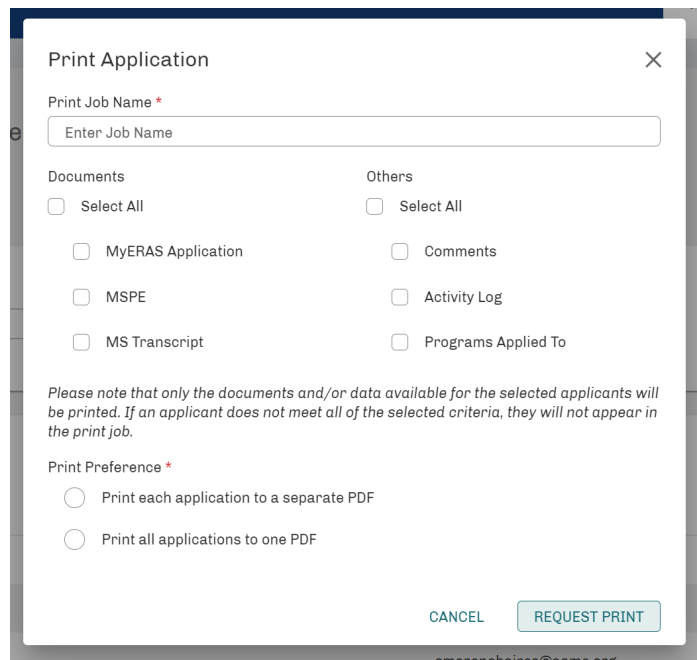 Print Application
Print Job Name *
e
Enter Job Name
Documents
Others
Select All
Select All
MyERAS Application
Comments
MSPE
Activity Log
MS Transcript
Programs Applied To
Please note that only the documents and/or data available for the selected applicants will
be printed. If an applicant does not meet all of the selected criteria, they will not appear in
the print job.
Print Preference *
Print each application to a separate PDF
Print all applications to one PDF
CANCEL
REQUEST PRINT